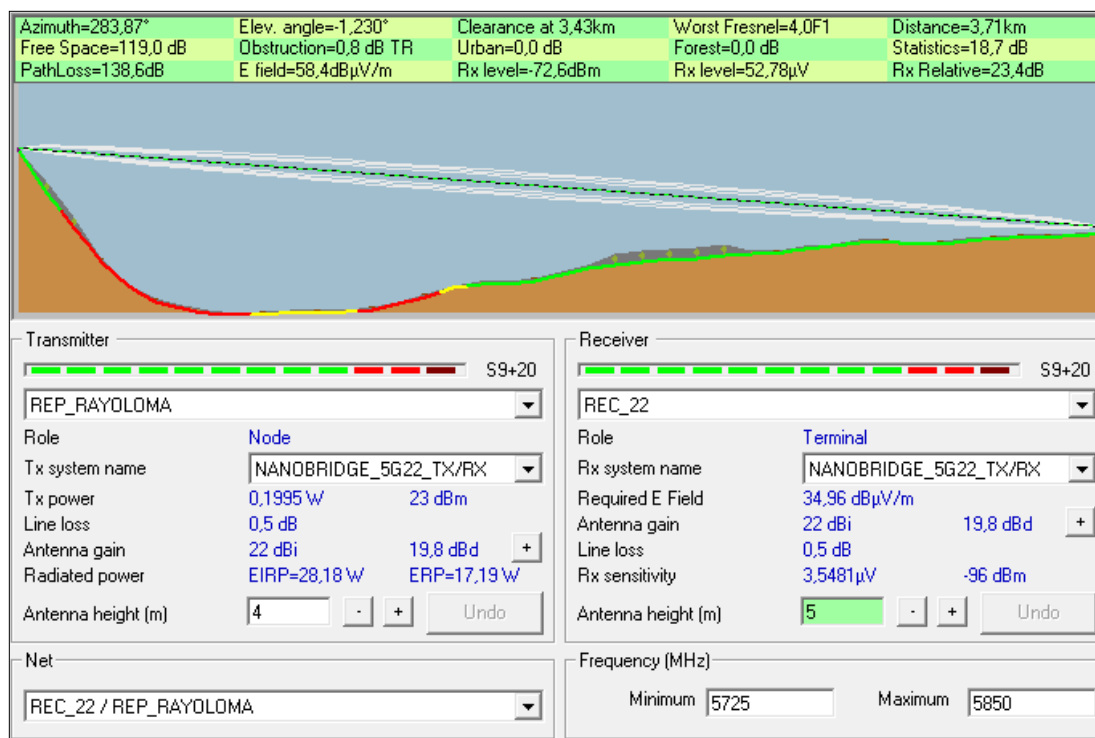 Azimuth=283,87° Elev. angle=-1,230° Clearance at 3,43km Worst Fresnel=4,0F1 Distance=3,71km
Free Space=119,0 dB Obstruction=0,8 dB TR Urban=0,0 dB Forest=0,0 dB Statistics=18,7 dB
PathLoss=138,6dB E field=58,4dBµV/m Rx level=-72,6dBm Rx level=52,78µV Rx Relative=23,4dB
Transmitter
S9+20
REP_RAYOLOMA
Role Node
Tx system name NANOBRIDGE_5G22_TX/RX
Tx power 0,1995 W 23 dBm
Line loss 0,5 dB
Antenna gain 22 dBi 19,8 dBd +
Radiated power EIRP=28,18 W ERP=17,19 W
Antenna height (m) 4 - + Undo
Receiver
S9+20
REC_22
Role Terminal
Rx system name NANOBRIDGE_5G22_TX/RX
Required E Field 34,96 dBµV/m
Antenna gain 22 dBi 19,8 dBd +
Line loss 0,5 dB
Rx sensitivity 3,5481µV -96 dBm
Antenna height (m) 5 - + Undo
Net
REC_22 / REP_RAYOLOMA
Frequency (MHz)
Minimum 5725 Maximum 5850